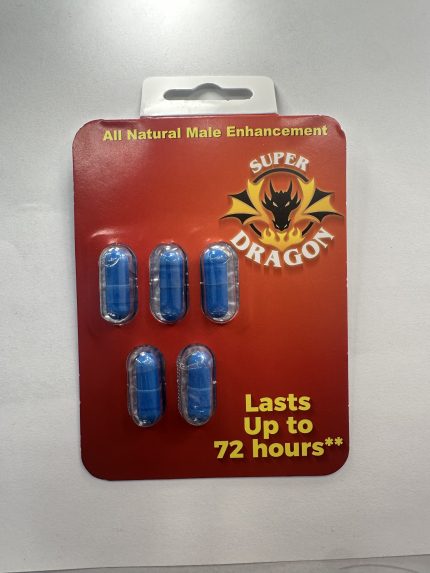 All Natural Male Enhancement
SUPER
DRAGON
Lasts
Up to
72 hours**